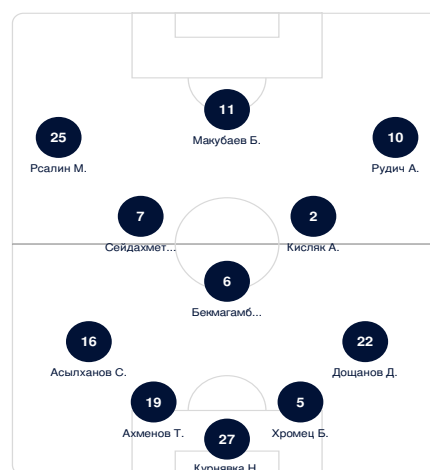 11
Макубаев Б.
25
Рсалин М.
10
Рудич А.
7
Сейдахмет...
2
Кисляк А.
6
Бекмагамб...
16
Асылханов С.
22
Дощанов Д.
19
Ахменов Т.
5
Хромец Б.
27
Курнявка Н